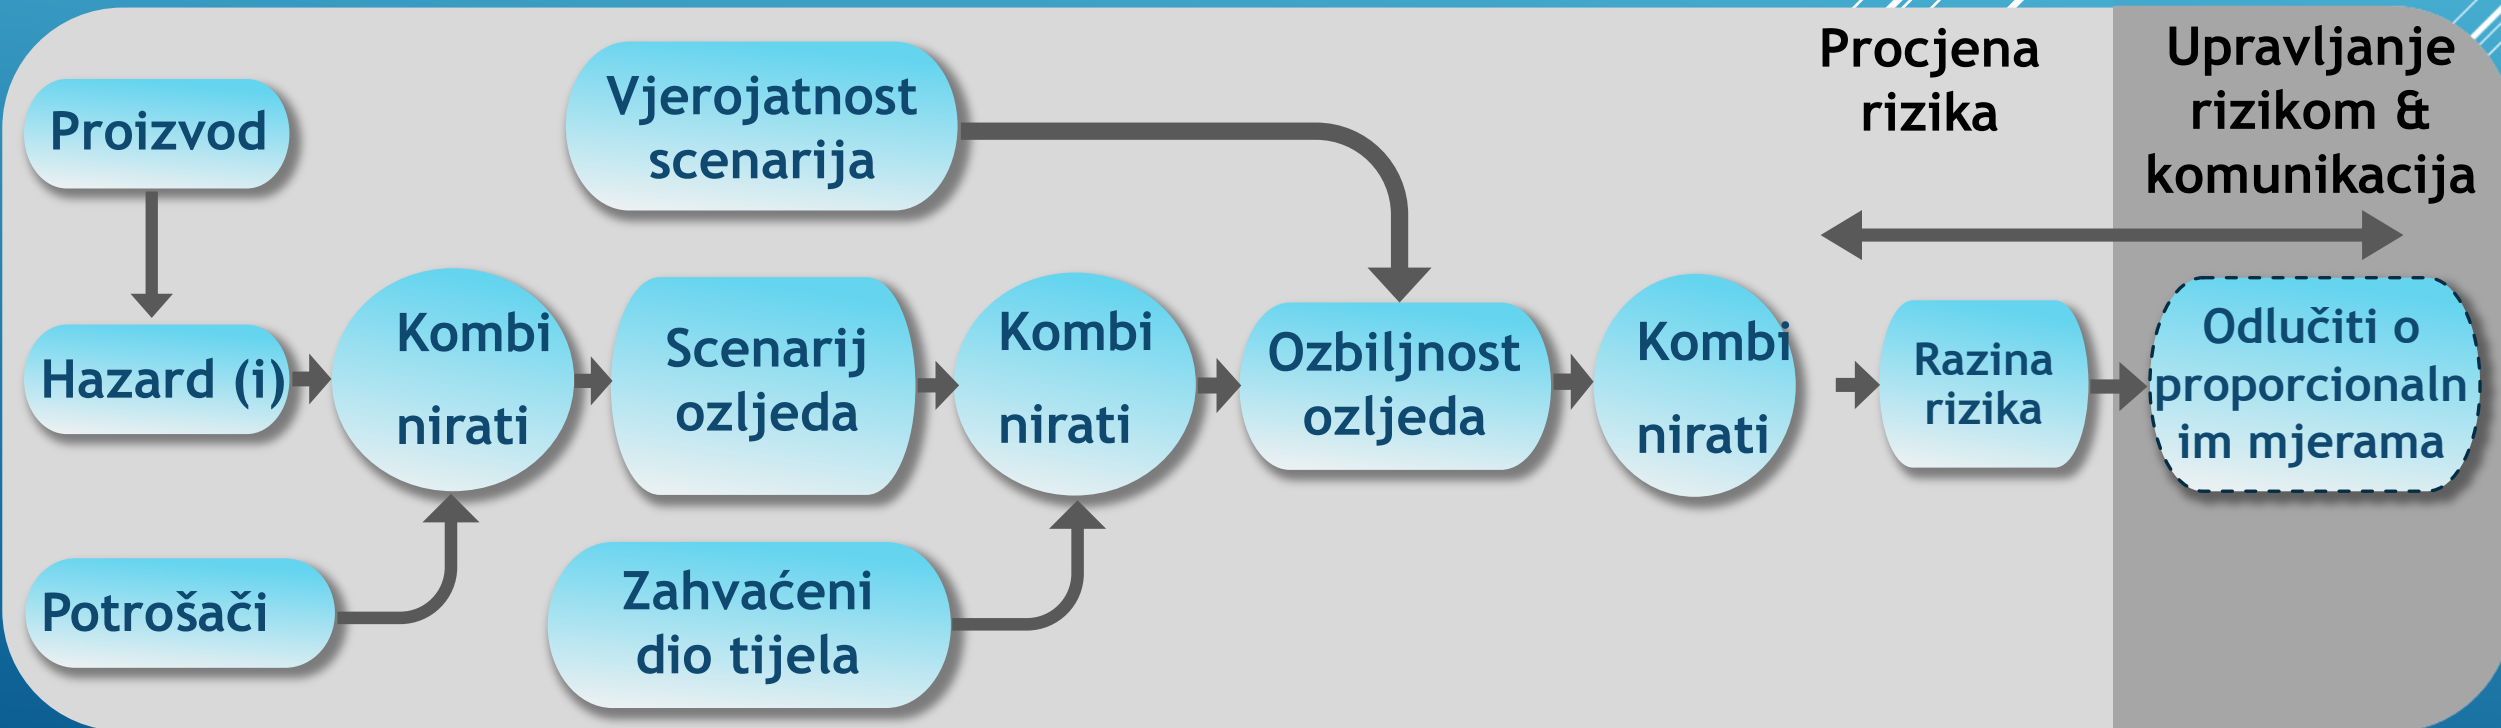 Proizvod
Vjerojatnost
scenarija
Procjena
rizika
Upravljanje
rizikom &
komunikacija
Hazard (i)
Kombi
nirati
Scenarij
ozljeda
Kombi
nirati
Ozbiljnost
ozljeda
Kombi
nirati
Razina
rizika
Odlučiti o
proporcionaln
im mjerama
Potrošači
Zahvaćeni
dio tijela